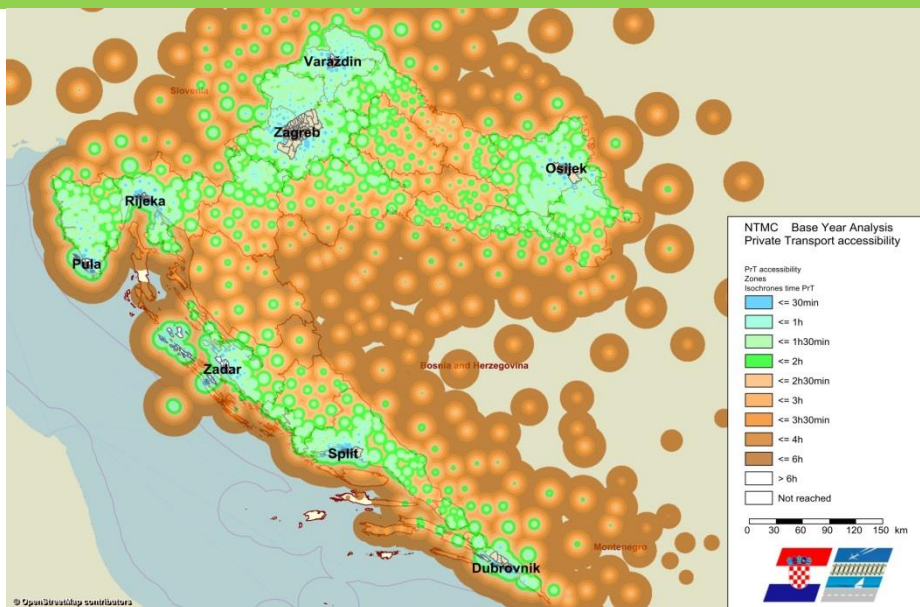 Varaždin
Slovenia
Zagreb
Osijek
Rijeka
Pula
Zadar
Bosnia and Herzegovina
Split
Montenegro
Dubrovnik
NTMC Base Year Analysis
Private Transport accessibility
PrT accessibility
Zones
Isochrones time PrT
<= 30min
<= 1h
<= 1h30min
<= 2h
<= 2h30min
<= 3h
<= 3h30min
<= 4h
<= 6h
> 6h
Not reached
0 30 60 90 120 150 km
© OpenStreetMap contributors